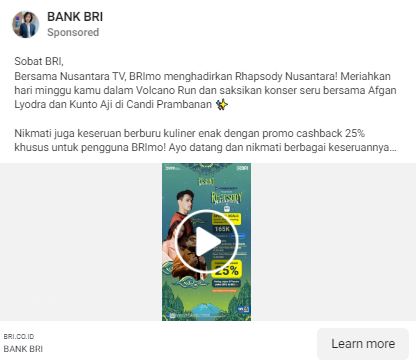 BANK BRI
Sponsored
Sobat BRI,
Bersama Nusantara TV, BRImo menghadirkan Rhapsody Nusantara! Meriahkan
hari minggu kamu dalam Volcano Run dan saksikan konser seru bersama Afgan
Lyodra dan Kunto Aji di Candi Prambanan ✨
Nikmati juga keseruan berburu kuliner enak dengan promo cashback 25%
khusus untuk pengguna BRImo! Ayo datang dan nikmati berbagai keseruannya...
165K
25%
BRI.CO.ID
BANK BRI
Learn more